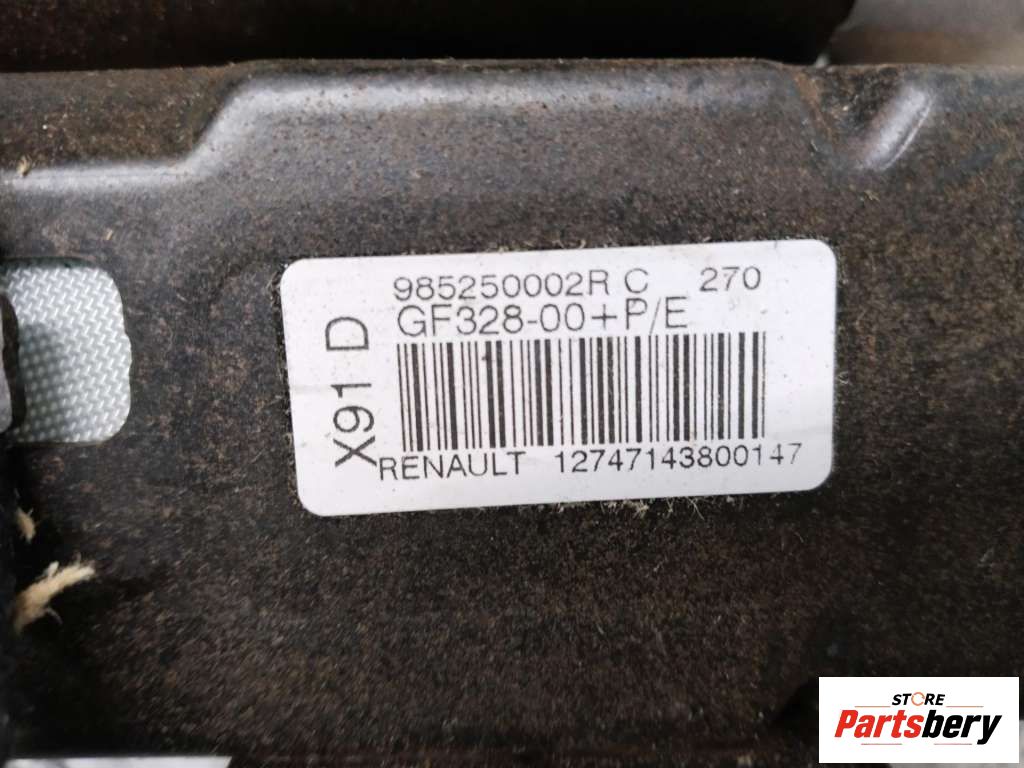 985250002R C 270
GF328-00+P/E
X91 D
RENAULT 12747143800147
STORE
Partsbery